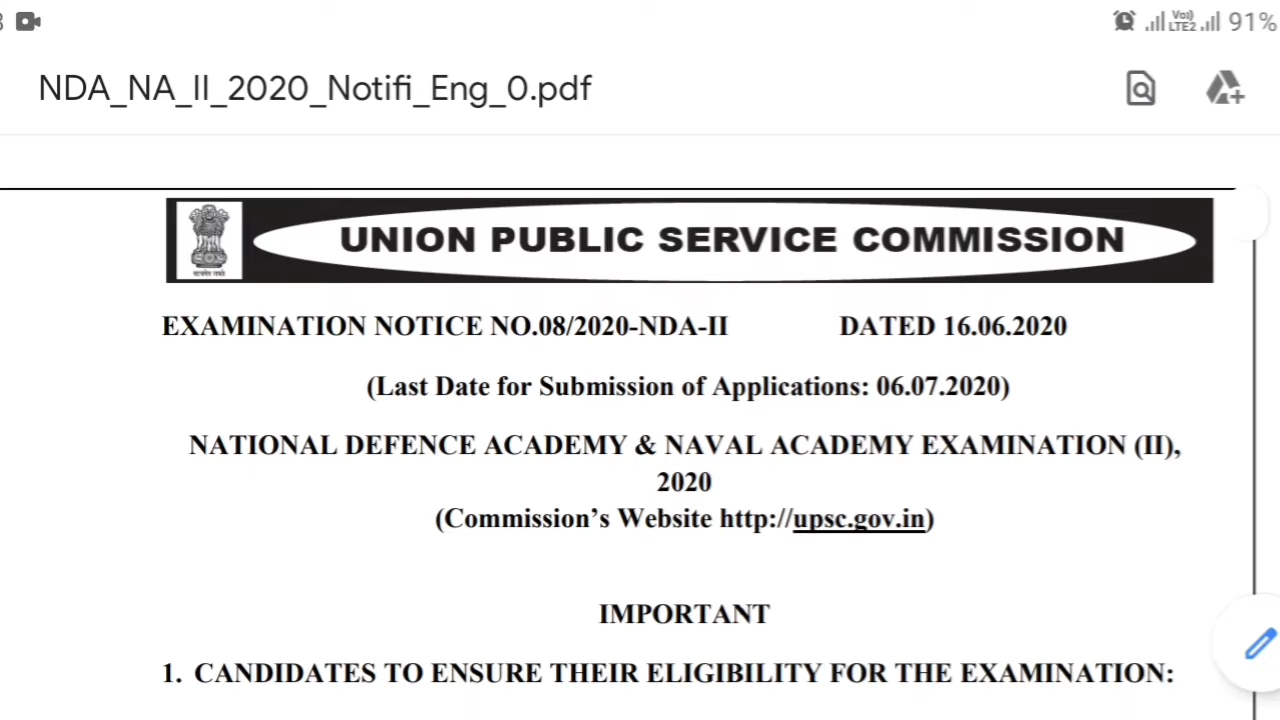 91%
NDA_NA_II_2020_Notifi_Eng_0.pdf
UNION PUBLIC SERVICE COMMISSION
EXAMINATION NOTICE NO.08/2020-NDA-II DATED 16.06.2020
(Last Date for Submission of Applications: 06.07.2020)
NATIONAL DEFENCE ACADEMY & NAVAL ACADEMY EXAMINATION (II),
2020
(Commission’s Website http://upsc.gov.in)
IMPORTANT
1. CANDIDATES TO ENSURE THEIR ELIGIBILITY FOR THE EXAMINATION: